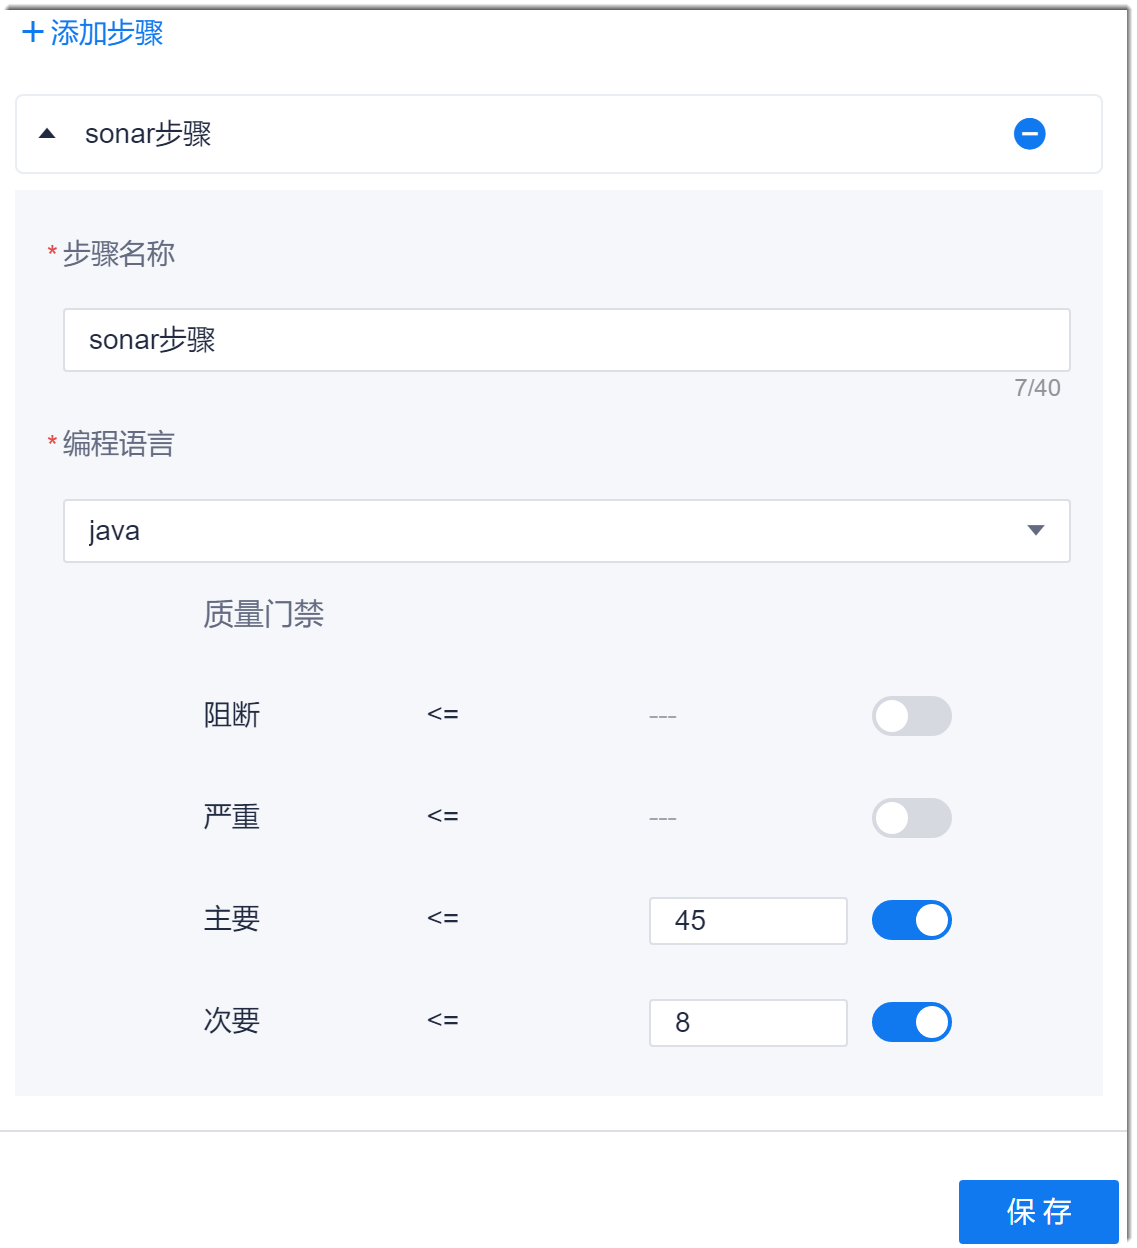 + 添加步骤
sonar步骤
* 步骤名称
sonar步骤
7/40
* 编程语言
java
质量门禁
阻断 <= ---
严重 <= ---
主要 <= 45
次要 <= 8
保存